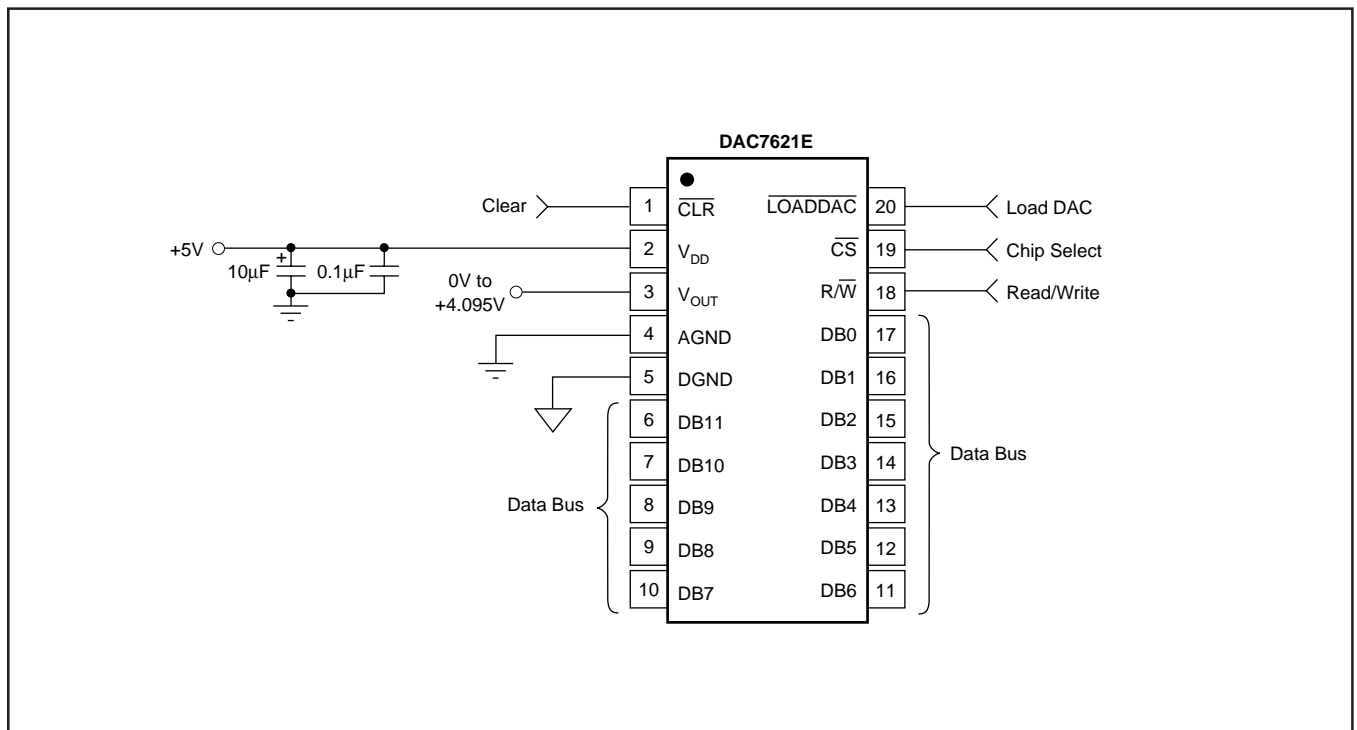 DAC7621E
Clear
1
CLR
LOADDAC
20
Load DAC
+5V
+
10µF
0.1µF
2
VDD
CS
19
Chip Select
0V to
+4.095V
3
VOUT
R/W
18
Read/Write
4
AGND
DB0
17
5
DGND
DB1
16
6
DB11
DB2
15
7
DB10
DB3
14
Data Bus
Data Bus
8
DB9
DB4
13
9
DB8
DB5
12
10
DB7
DB6
11